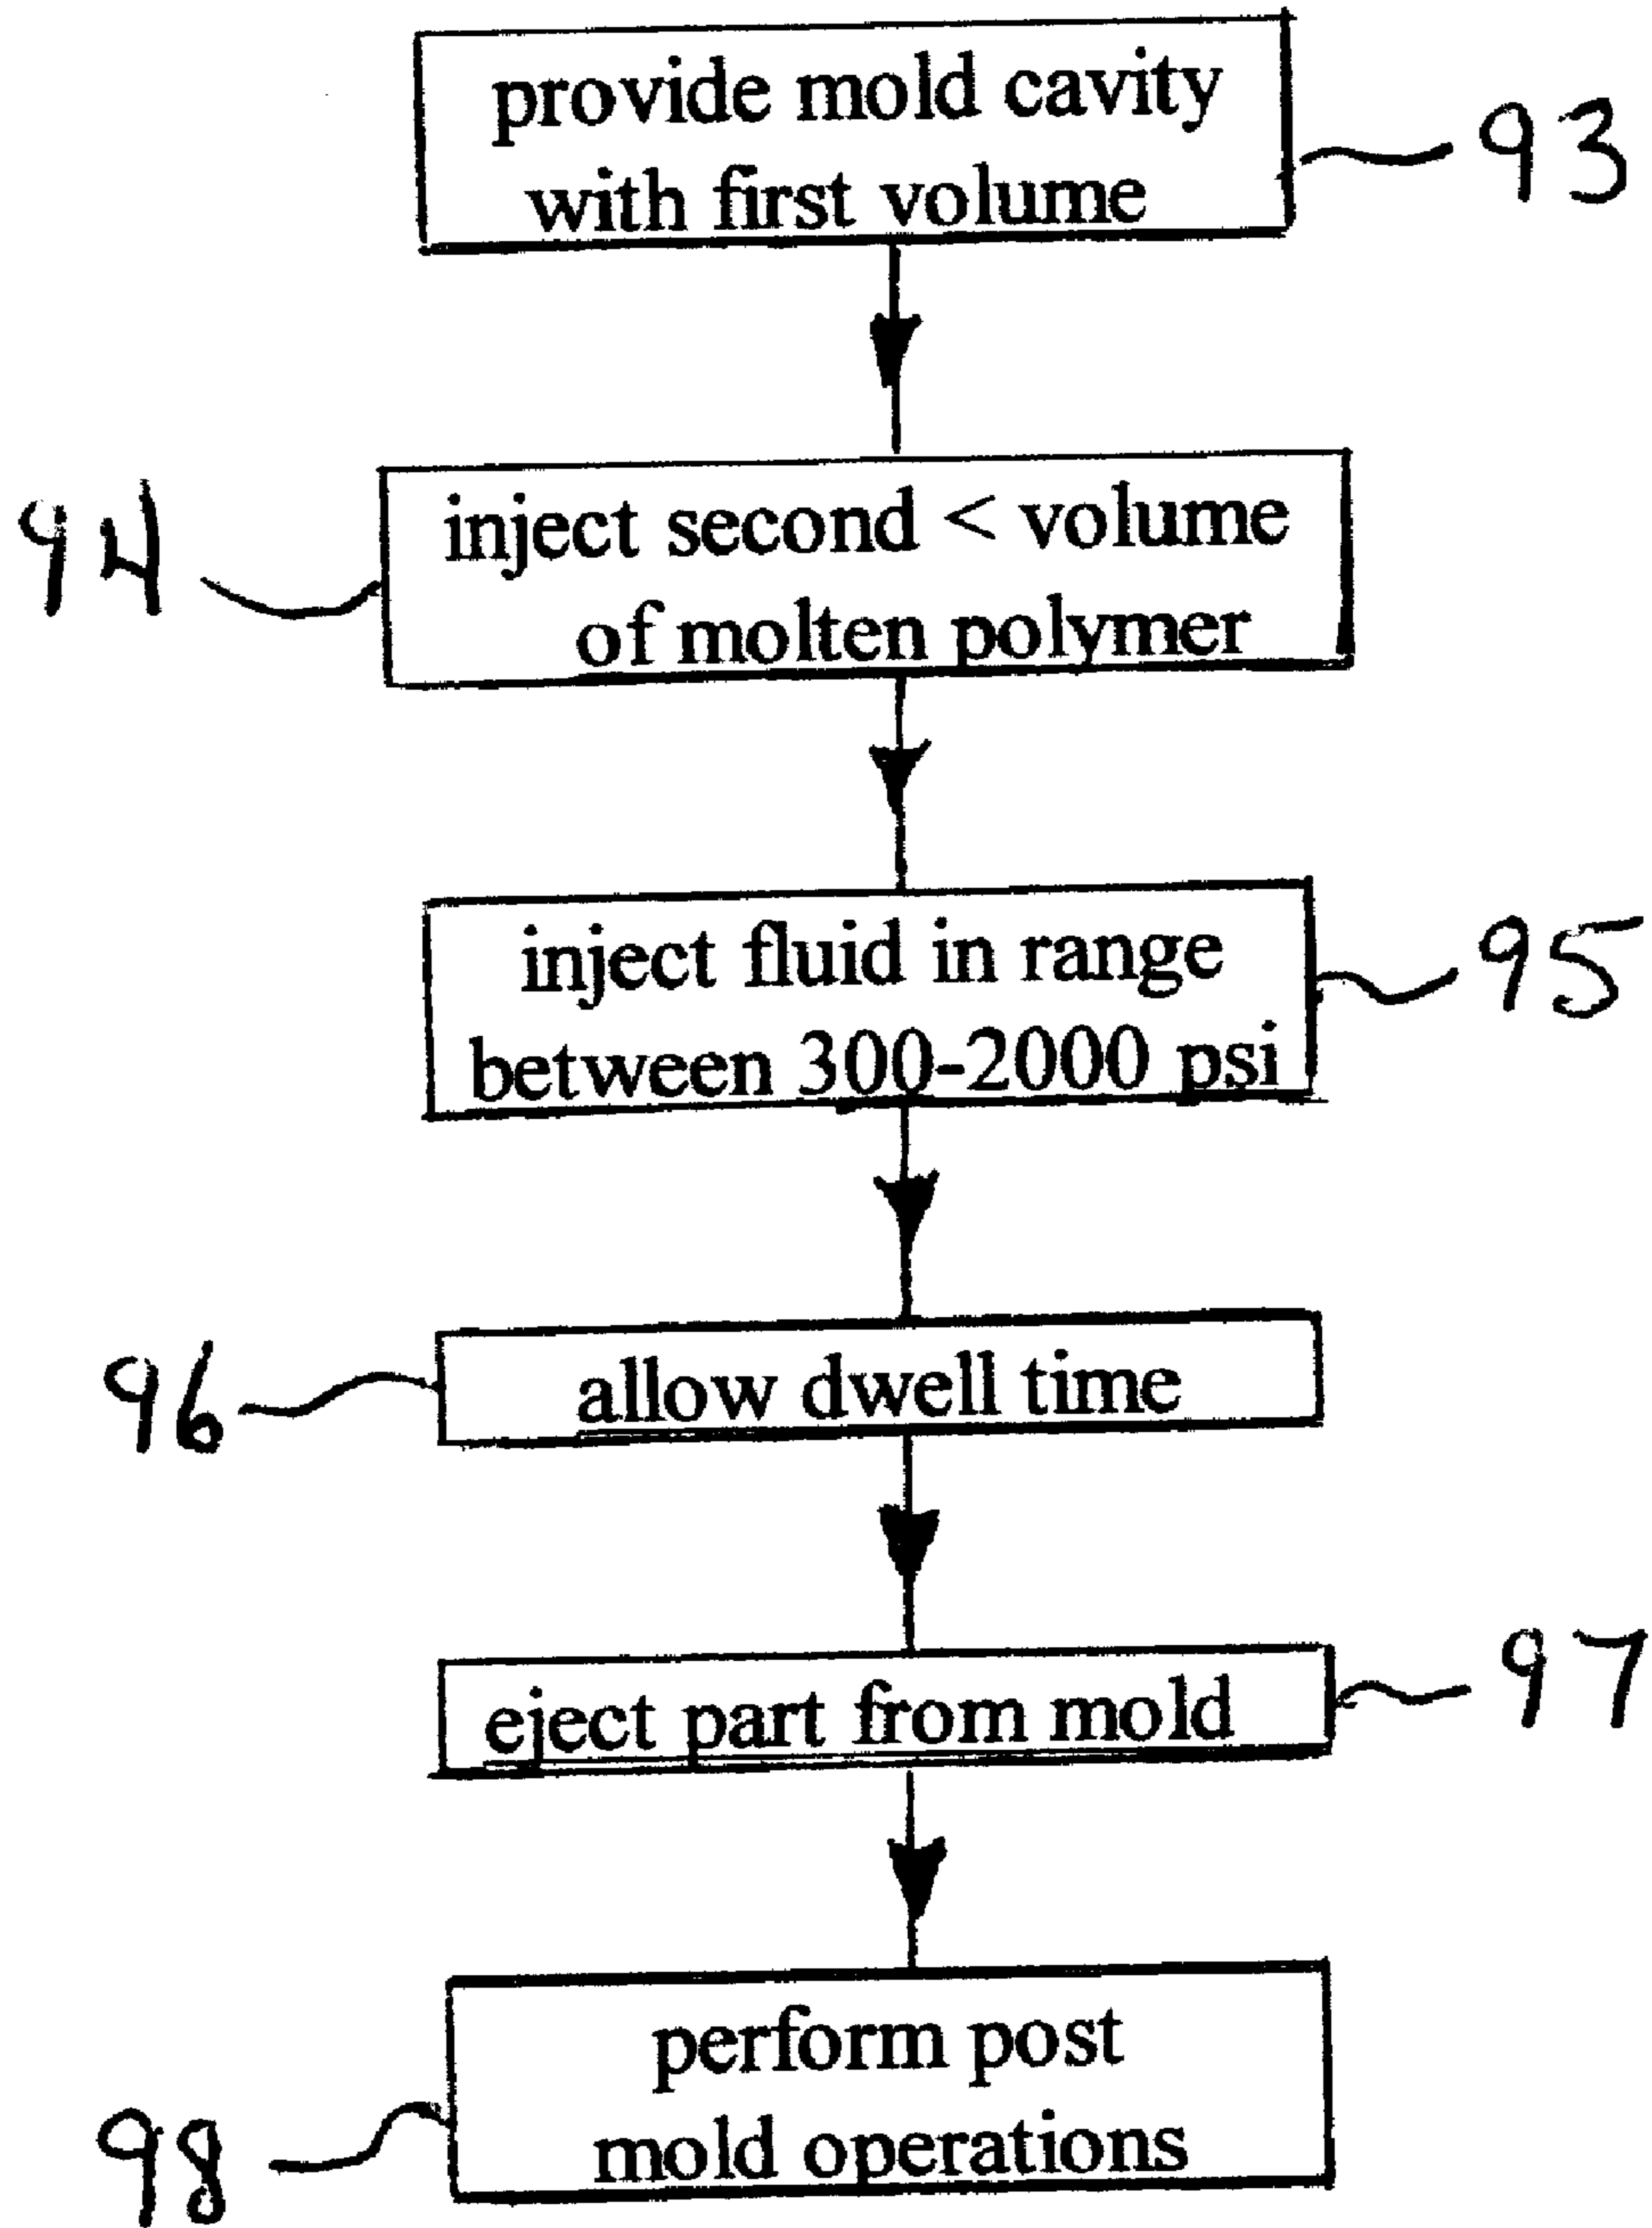 provide mold cavity
with first volume
93
inject second < volume
of molten polymer
94
inject fluid in range
between 300-2000 psi
95
allow dwell time
96
eject part from mold
97
perform post
mold operations
98